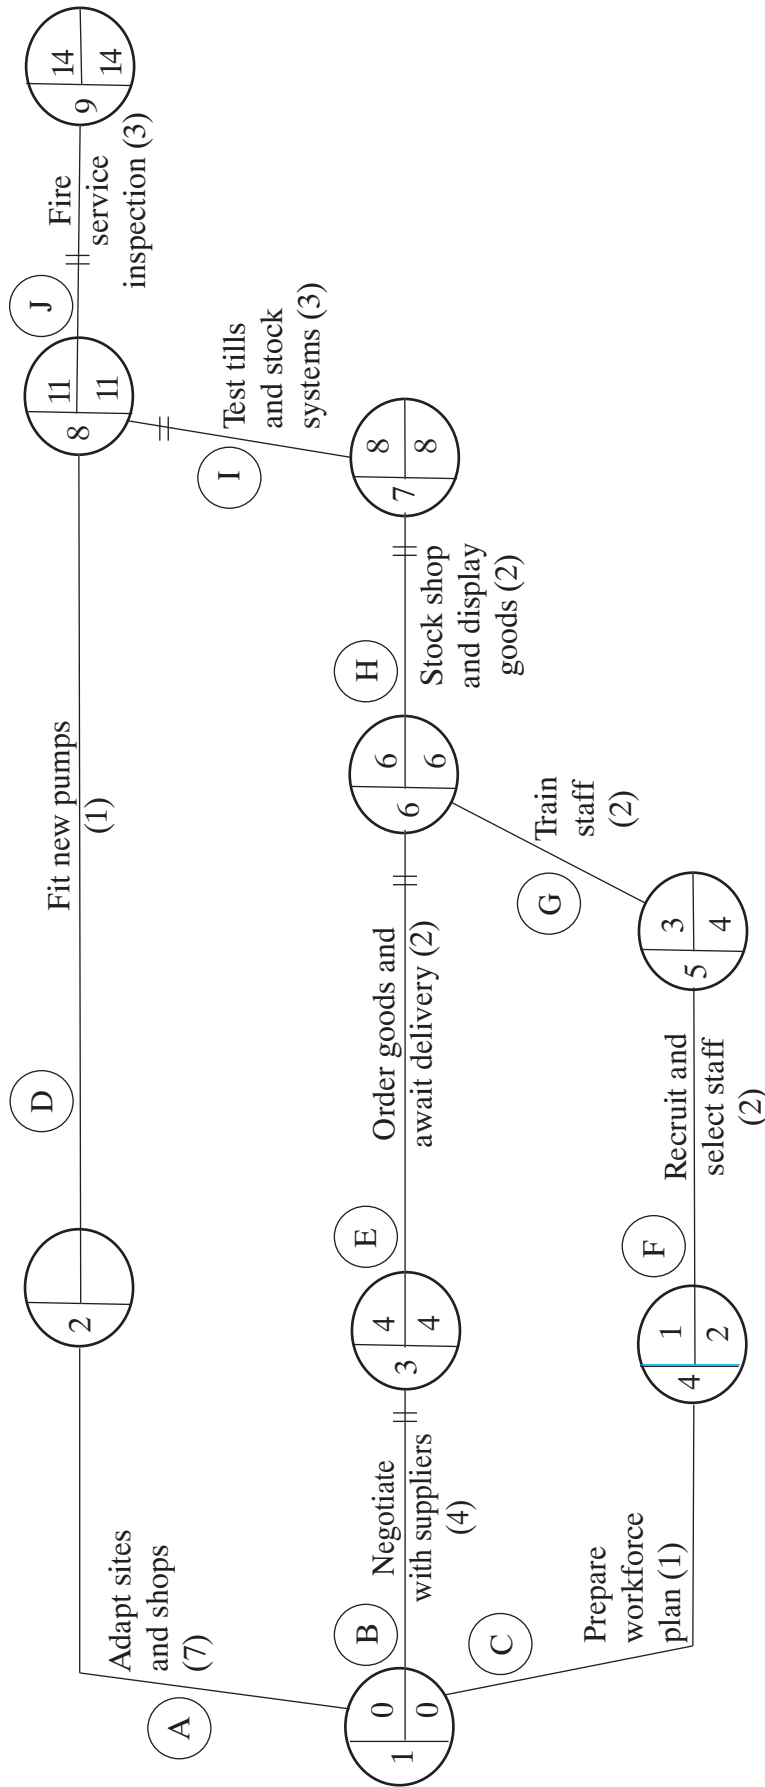 A
Adapt sites
and shops
(7)
2
D
Fit new pumps
(1)
8
11
11
J
Fire
service
inspection (3)
9
14
14
1
0
0
B
Negotiate
with suppliers
(4)
3
4
4
E
Order goods and
await delivery (2)
6
6
6
H
Stock shop
and display
goods (2)
7
8
8
I
Test tills
and stock
systems (3)
C
Prepare
workforce
plan (1)
4
1
2
F
Recruit and
select staff
(2)
5
3
4
G
Train
staff
(2)